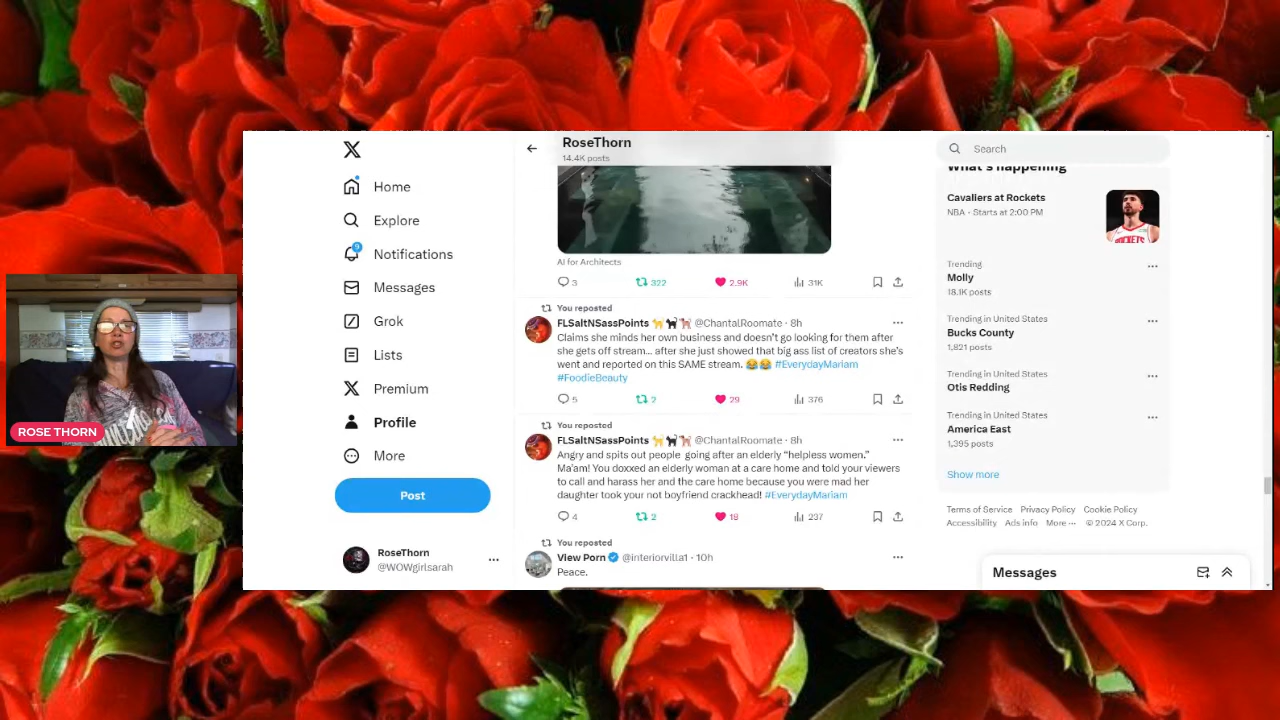 RoseThorn
14.4K posts
Search
Home
Explore
9
Notifications
Messages
Grok
Lists
Premium
Profile
More
Post
RoseThorn
@WOWgirlsarah
AI for Architects
3 322 2.9K 31K
You reposted
FLSaltNSassPoints @ChantalRoomate · 8h
Claims she minds her own business and doesn't go looking for them after
she gets off stream... after she just showed that big ass list of creators she's
went and reported on this SAME stream. 😂😂 #EverydayMariam
#FoodieBeauty
5 2 29 376
You reposted
FLSaltNSassPoints @ChantalRoomate · 8h
Angry and spits out people going after an elderly “helpless women.”
Ma'am! You doxxed an elderly woman at a care home and told your viewers
to call and harass her and the care home because you were mad her
daughter took your not boyfriend crackhead! #EverydayMariam
4 2 18 237
You reposted
View Porn @interiorvilla1 · 10h
Peace.
What's happening
Cavaliers at Rockets
NBA · Starts at 2:00 PM
Trending
Molly
18.1K posts
Trending in United States
Bucks County
1,821 posts
Trending in United States
Otis Redding
Trending in United States
America East
1,395 posts
Show more
Terms of Service Privacy Policy Cookie Policy
Accessibility Ads info More ··· © 2024 X Corp.
Messages
ROSE THORN